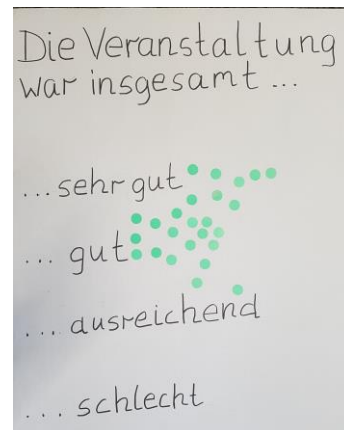 Die Veranstaltung
war insgesamt ...
... sehr gut
... gut
... ausreichend
... schlecht